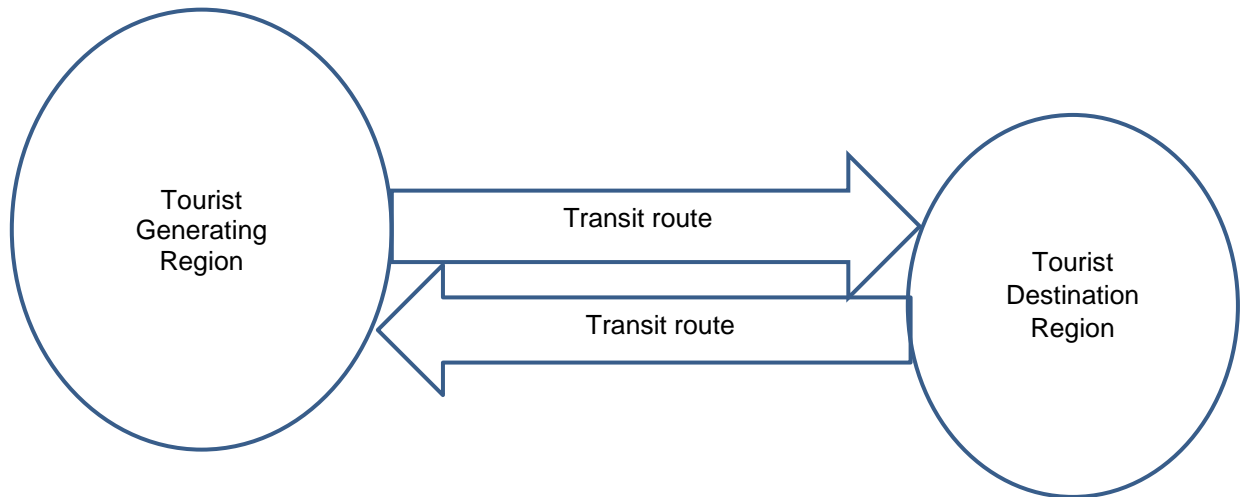 Tourist
Generating
Region
Transit route
Transit route
Tourist
Destination
Region